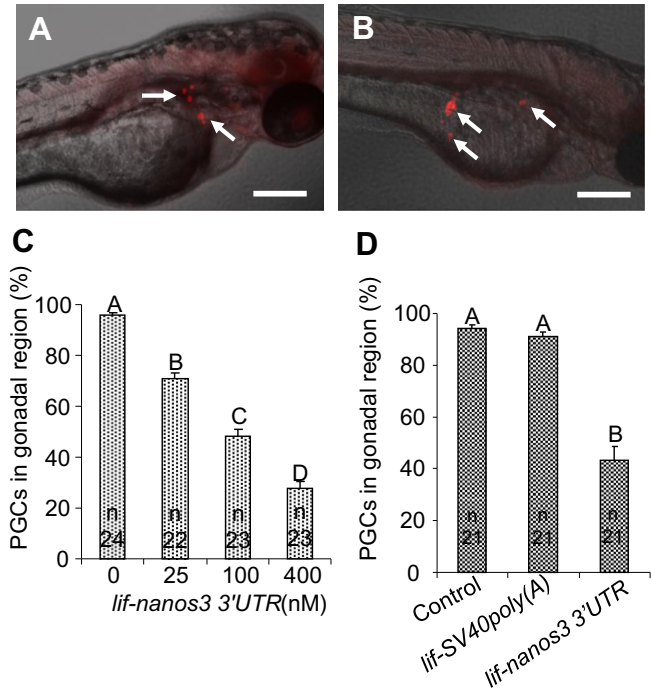 A
B
C
PGCs in gonadal region (%)
100
80
60
40
20
0
A
B
C
D
n
24
n
22
n
23
n
23
0 25 100 400
lif-nanos3 3'UTR(nM)
D
PGCs in gonadal region (%)
100
80
60
40
20
0
A
A
B
n
21
n
21
n
21
Control
lif-SV40poly(A)
lif-nanos3 3'UTR